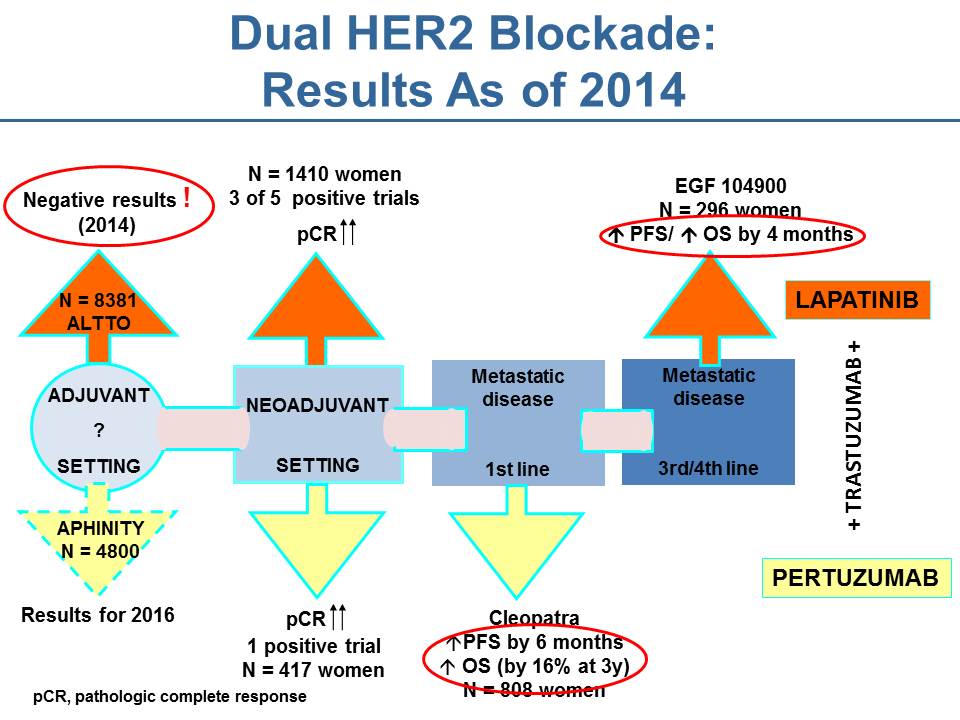 Dual HER2 Blockade:
Results As of 2014
Negative results !
(2014)
N = 1410 women
3 of 5 positive trials
pCR↑↑
EGF 104900
N = 296 women
↑ PFS/ ↑ OS by 4 months
N = 8381
ALTTO
LAPATINIB
ADJUVANT
?
SETTING
NEOADJUVANT
SETTING
Metastatic
disease
1st line
Metastatic
disease
3rd/4th line
+ TRASTUZUMAB +
APHINITY
N = 4800
PERTUZUMAB
Results for 2016
pCR↑↑
1 positive trial
N = 417 women
Cleopatra
↑PFS by 6 months
↑ OS (by 16% at 3y)
N = 808 women
pCR, pathologic complete response